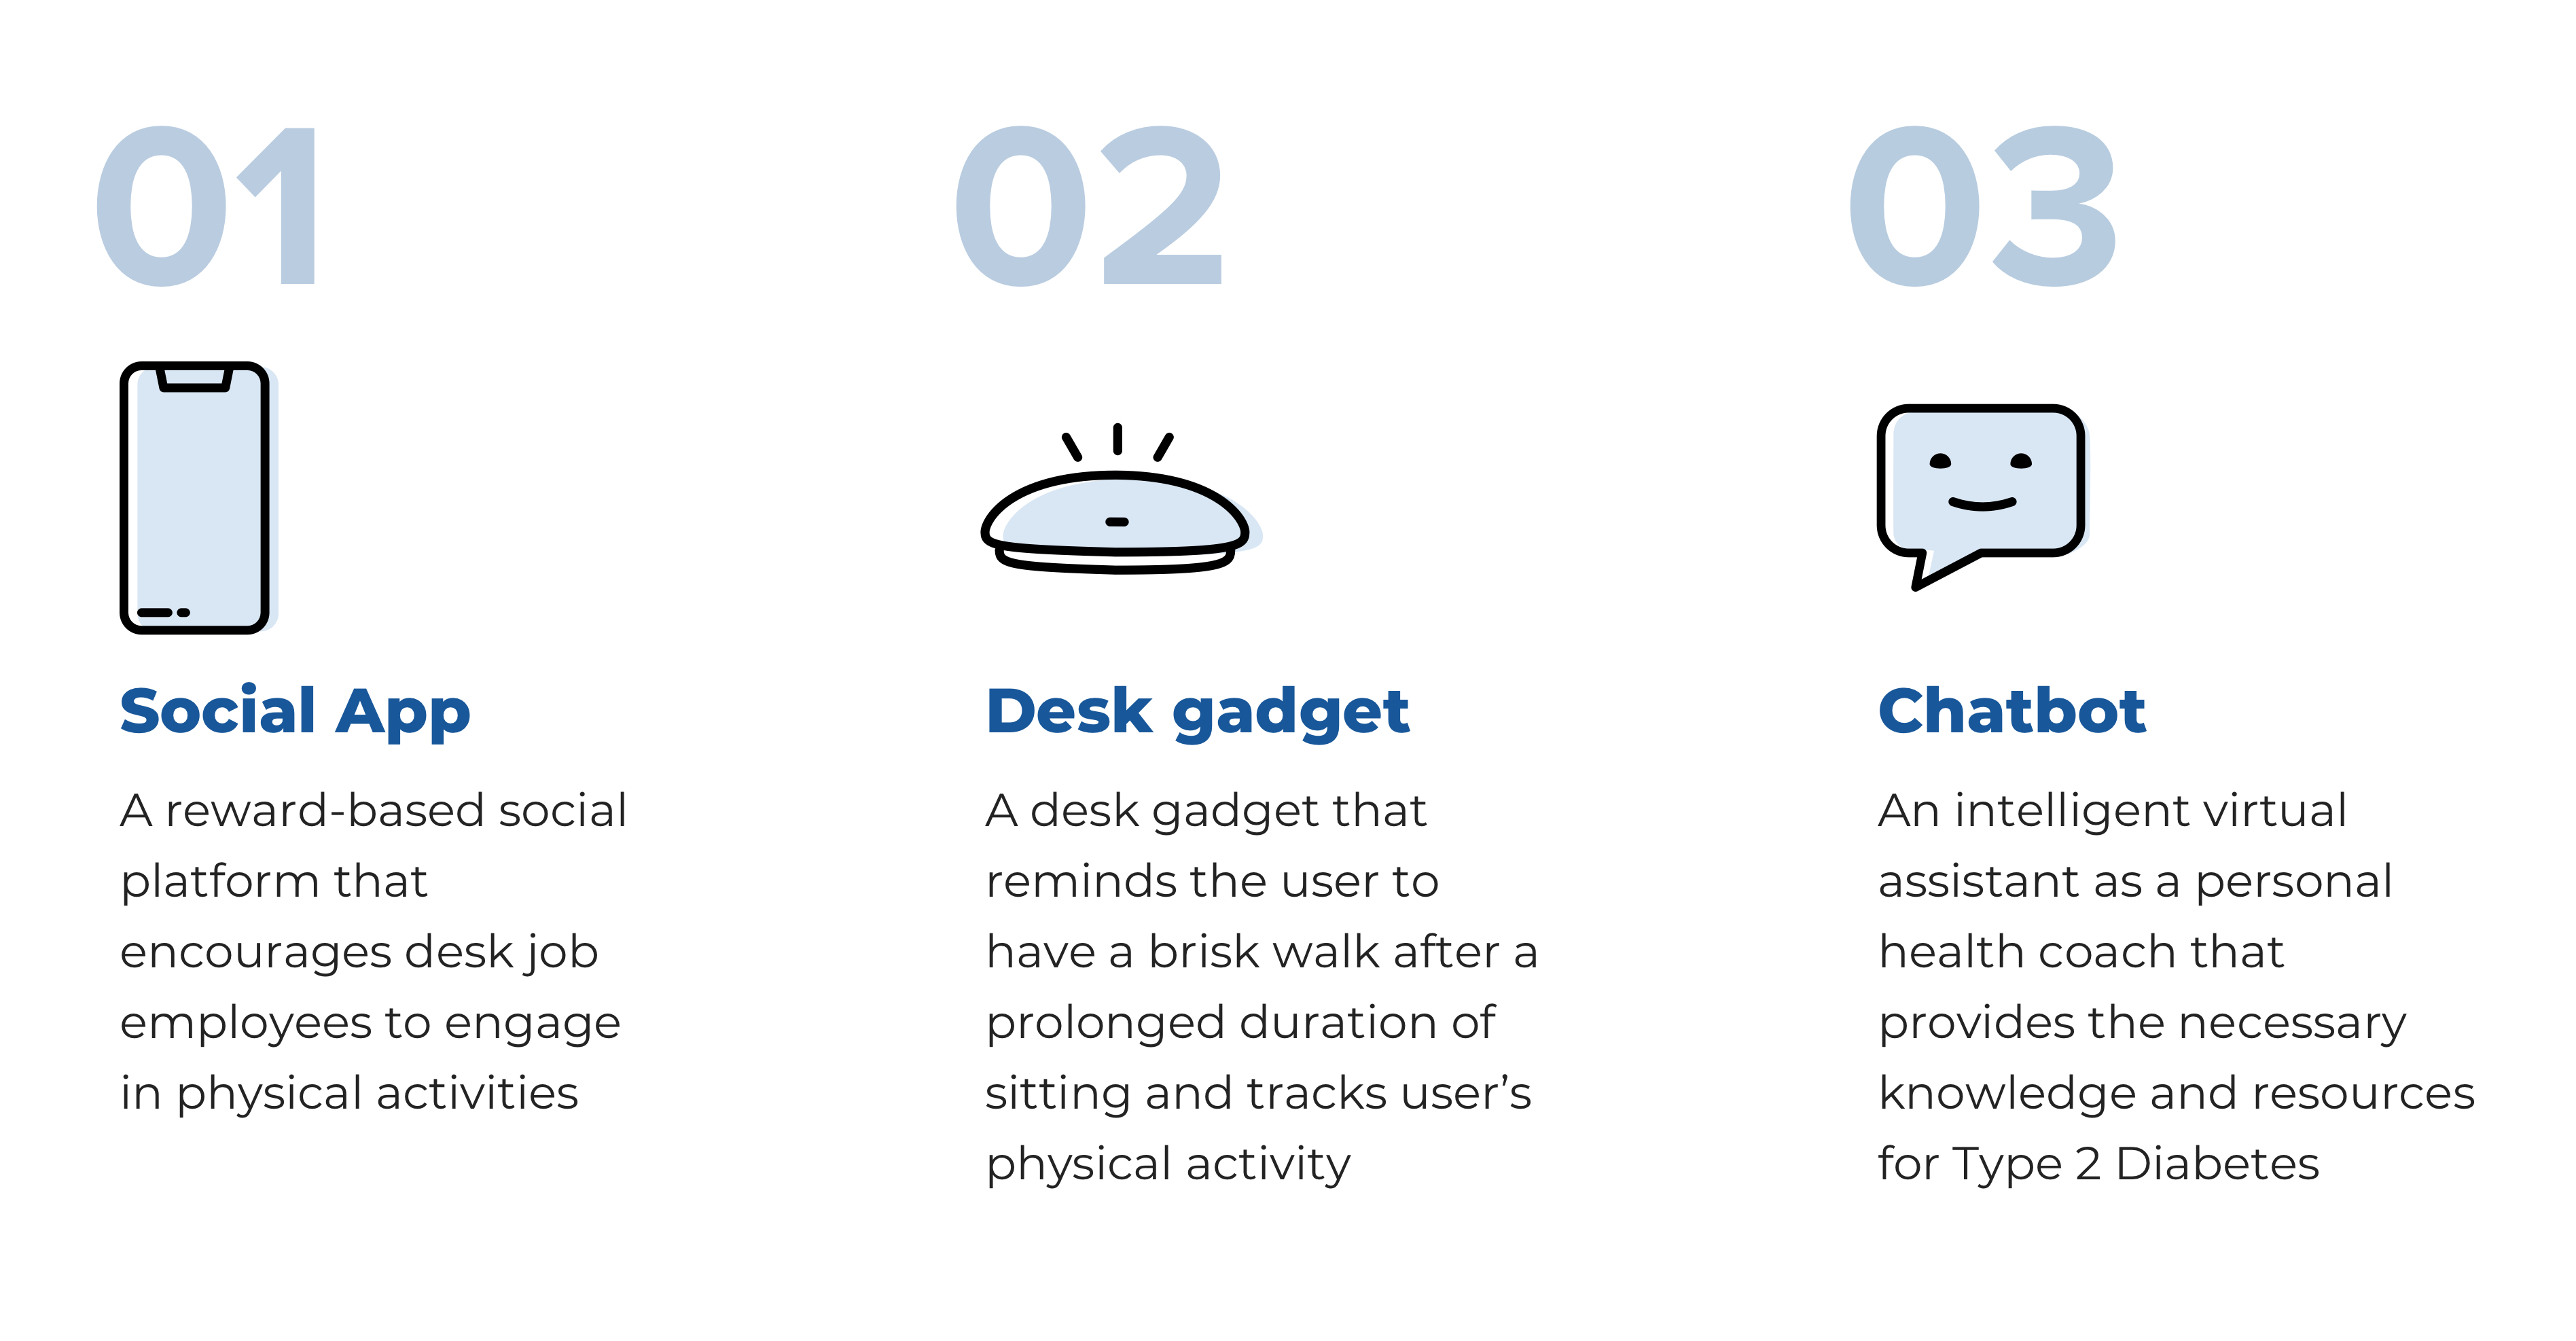 01
Social App
A reward-based social
platform that
encourages desk job
employees to engage
in physical activities
02
Desk gadget
A desk gadget that
reminds the user to
have a brisk walk after a
prolonged duration of
sitting and tracks user’s
physical activity
03
Chatbot
An intelligent virtual
assistant as a personal
health coach that
provides the necessary
knowledge and resources
for Type 2 Diabetes